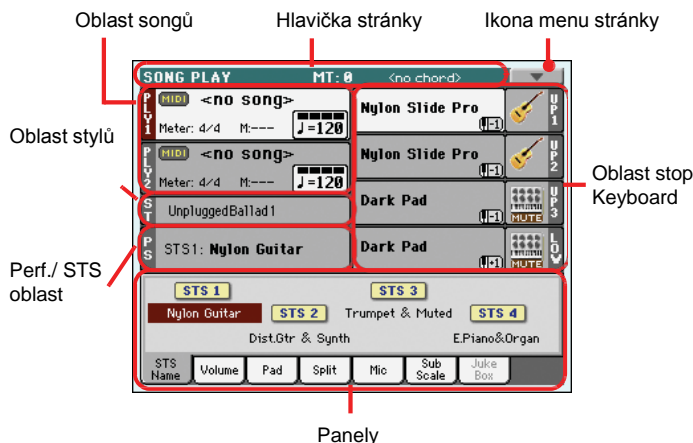 Oblast songů
Hlavička stránky
Ikona menu stránky
SONG PLAY MT: 0 <no chord>
PLY1
MIDI <no song>
Meter: 4/4 M:--- ♩=120
Nylon Slide Pro
-1
UP1
Oblast stylů
PLY2
MIDI <no song>
Meter: 4/4 M:--- ♩=120
Nylon Slide Pro
-1
UP2
Oblast stop
Keyboard
ST
UnpluggedBallad1
Dark Pad
-1
MUTE
UP3
Perf./ STS
oblast
PS
STS1: Nylon Guitar
Dark Pad
+1
MUTE
LOW
STS 1
STS 3
Nylon Guitar
STS 2
Trumpet & Muted
STS 4
Dist.Gtr & Synth
E.Piano&Organ
STS Name
Volume
Pad
Split
Mic
Sub Scale
Juke Box
Panely